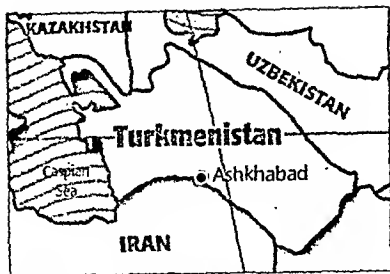 KAZAKHSTAN
UZBEKISTAN
Turkmenistan
Caspian
Sea
Ashkhabad
IRAN